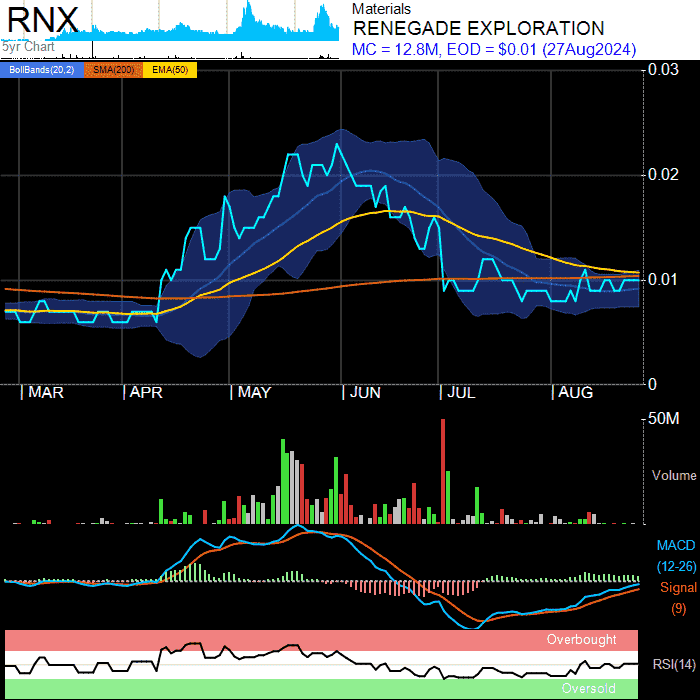 RNX
5yr Chart
Materials
RENEGADE EXPLORATION
MC = 12.8M, EOD = $0.01 (27Aug2024)
BollBands(20,2) SMA(200) EMA(50)
0.03
0.02
0.01
0
MAR APR MAY JUN JUL AUG
50M
Volume
MACD
(12-26)
Signal
(9)
Overbought
RSI(14)
Oversold